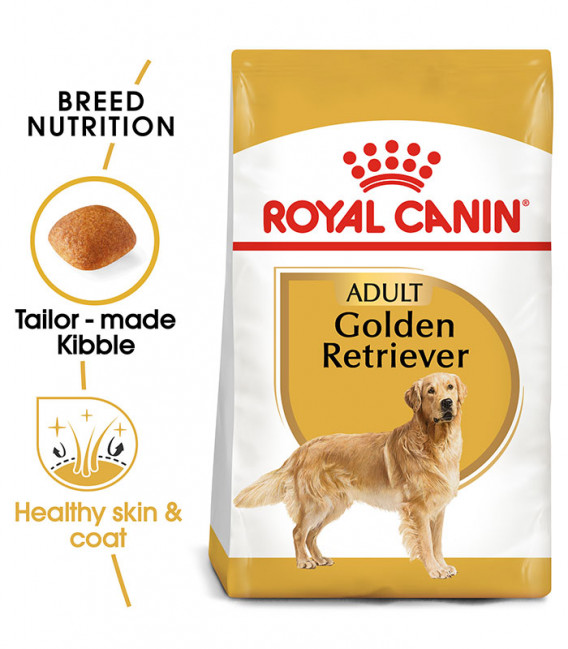 BREED
NUTRITION
Tailor - made
Kibble
Healthy skin &
coat
ROYAL CANIN®
ADULT
Golden
Retriever